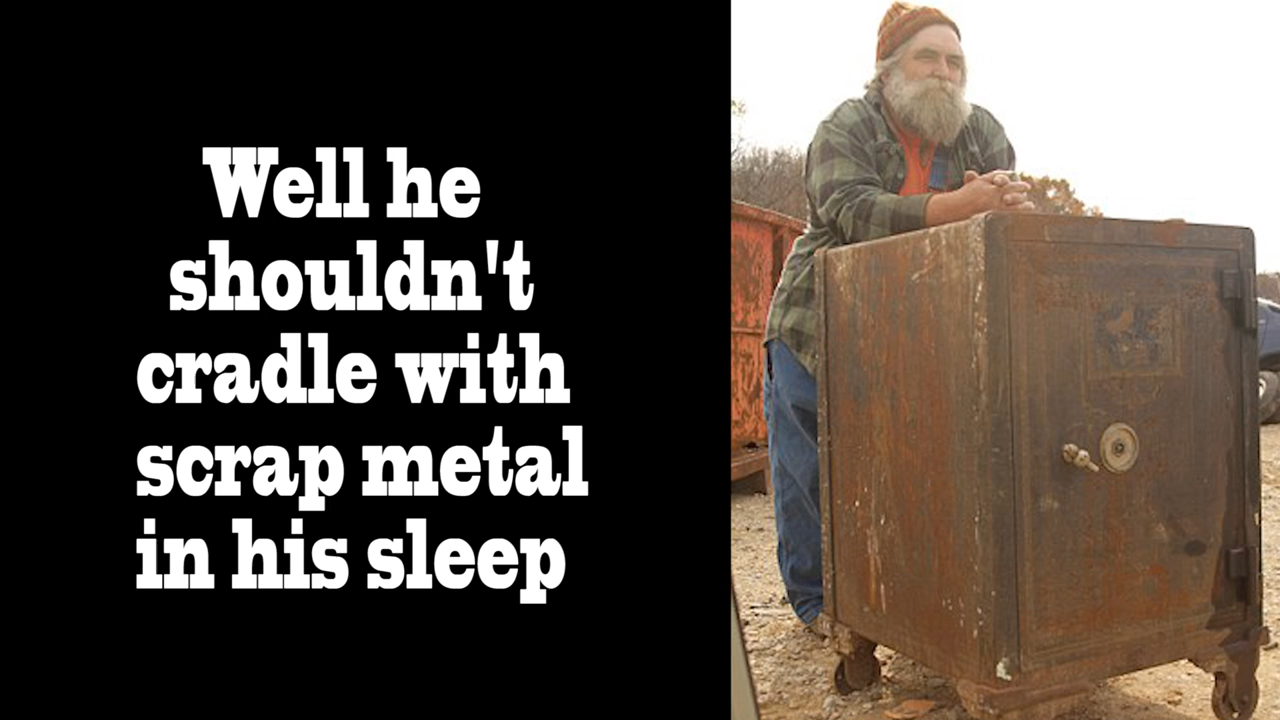 Well he
shouldn't
cradle with
scrap metal
in his sleep